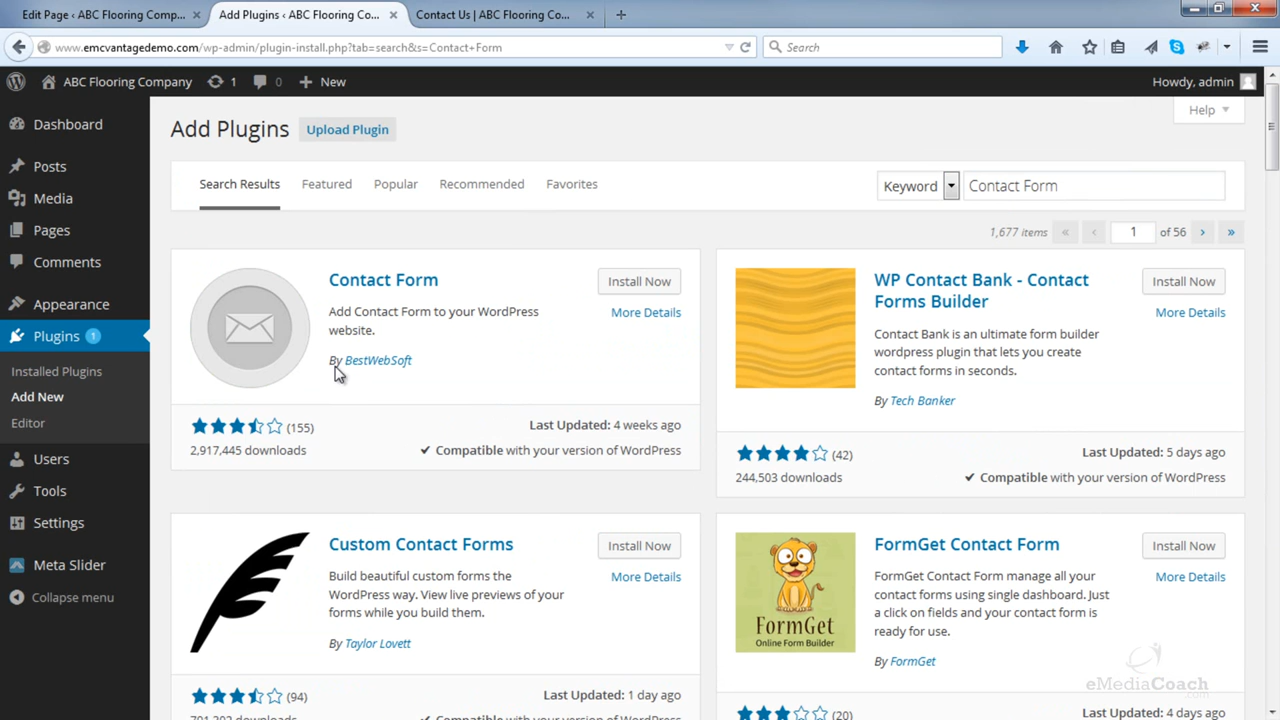 Edit Page ‹ ABC Flooring Comp... × Add Plugins ‹ ABC Flooring Co... × Contact Us | ABC Flooring Co... × +
www.emcvantagedemo.com/wp-admin/plugin-install.php?tab=search&s=Contact+Form
Search
ABC Flooring Company 1 0 + New Howdy, admin
Help
Dashboard
Posts
Media
Pages
Comments
Appearance
Plugins 1
Installed Plugins
Add New
Editor
Users
Tools
Settings
Meta Slider
Collapse menu
Add Plugins Upload Plugin
Search Results Featured Popular Recommended Favorites Keyword Contact Form
1,677 items « ‹ 1 of 56 › »
Contact Form
Install Now
More Details
Add Contact Form to your WordPress
website.
By BestWebSoft
(155)
2,917,445 downloads
Last Updated: 4 weeks ago
✔ Compatible with your version of WordPress
WP Contact Bank - Contact
Forms Builder
Install Now
More Details
Contact Bank is an ultimate form builder
wordpress plugin that lets you create
contact forms in seconds.
By Tech Banker
(42)
244,503 downloads
Last Updated: 5 days ago
✔ Compatible with your version of WordPress
Custom Contact Forms
Install Now
More Details
Build beautiful custom forms the
WordPress way. View live previews of your
forms while you build them.
By Taylor Lovett
(94)
Last Updated: 1 day ago
Compatible with your version of WordPress
FormGet
Online Form Builder
FormGet Contact Form
Install Now
More Details
FormGet Contact Form manage all your
contact forms using single dashboard. Just
a click on fields and your contact form is
ready for use.
By FormGet
(20)
Last Updated: 4 days ago
eMediaCoach
.com